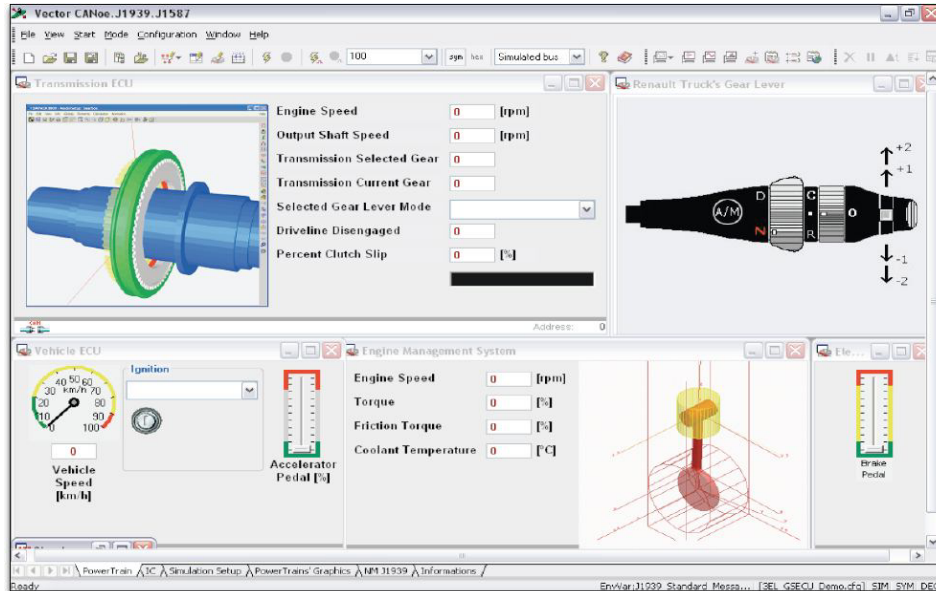 Vector CANoe.J1939.J1587
File View Start Mode Configuration Window Help
100 sym hex Simulated bus
Transmission ECU
Engine Speed 0 [rpm]
Output Shaft Speed 0 [rpm]
Transmission Selected Gear 0
Transmission Current Gear 0
Selected Gear Lever Mode
Driveline Disengaged 0
Percent Clutch Slip 0 [%]
Address: 0
Renault Truck's Gear Lever
+2
+1
D C
A/M O
N R
-1
-2
Vehicle ECU
0 10 20 30 40 50 60 70 80 90 100
km/h
0
Vehicle
Speed
[km/h]
Ignition
Accelerator
Pedal [%]
Engine Management System
Engine Speed 0 [rpm]
Torque 0 [%]
Friction Torque 0 [%]
Coolant Temperature 0 [°C]
Ele...
Brake
Pedal
PowerTrain IC Simulation Setup PowerTrains' Graphics NM J1939 Informations
Ready EnvVar:J1939 Standard Messa... [3EL_GSECU_Demo.cfg] SIM SYM DEC